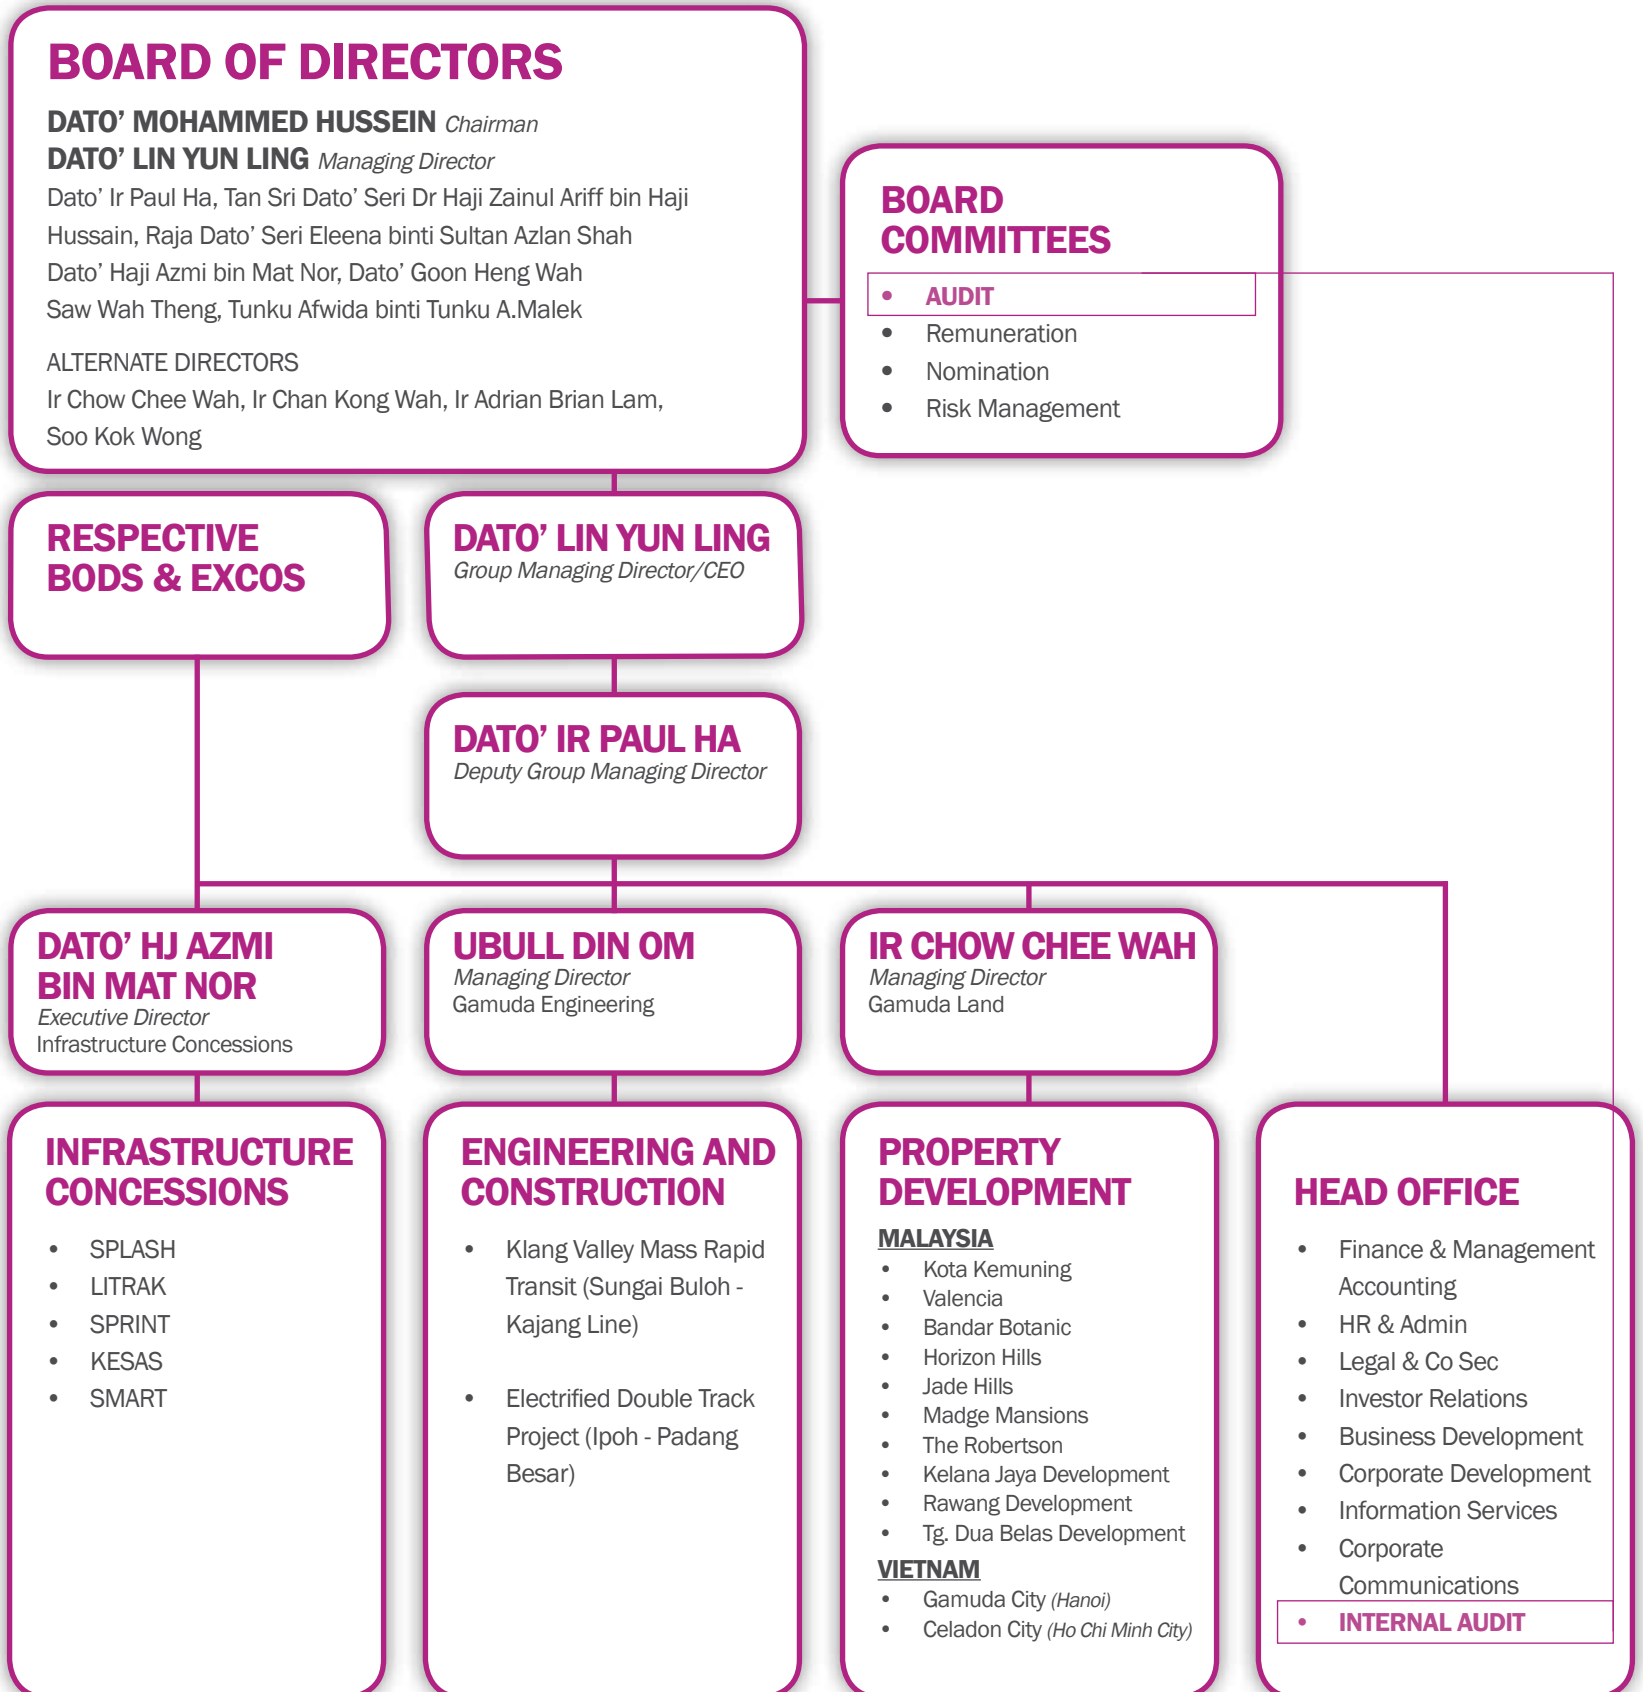 BOARD OF DIRECTORS
DATO’ MOHAMMED HUSSEIN Chairman
DATO’ LIN YUN LING Managing Director
Dato’ Ir Paul Ha, Tan Sri Dato’ Seri Dr Haji Zainul Ariff bin Haji
Hussain, Raja Dato’ Seri Eleena binti Sultan Azlan Shah
Dato’ Haji Azmi bin Mat Nor, Dato’ Goon Heng Wah
Saw Wah Theng, Tunku Afwida binti Tunku A.Malek
ALTERNATE DIRECTORS
Ir Chow Chee Wah, Ir Chan Kong Wah, Ir Adrian Brian Lam,
Soo Kok Wong
BOARD
COMMITTEES
• AUDIT
• Remuneration
• Nomination
• Risk Management
RESPECTIVE
BODS & EXCOS
DATO’ LIN YUN LING
Group Managing Director/CEO
DATO’ IR PAUL HA
Deputy Group Managing Director
DATO’ HJ AZMI
BIN MAT NOR
Executive Director
Infrastructure Concessions
UBULL DIN OM
Managing Director
Gamuda Engineering
IR CHOW CHEE WAH
Managing Director
Gamuda Land
INFRASTRUCTURE
CONCESSIONS
• SPLASH
• LITRAK
• SPRINT
• KESAS
• SMART
ENGINEERING AND
CONSTRUCTION
• Klang Valley Mass Rapid
Transit (Sungai Buloh -
Kajang Line)
• Electrified Double Track
Project (Ipoh - Padang
Besar)
PROPERTY
DEVELOPMENT
MALAYSIA
• Kota Kemuning
• Valencia
• Bandar Botanic
• Horizon Hills
• Jade Hills
• Madge Mansions
• The Robertson
• Kelana Jaya Development
• Rawang Development
• Tg. Dua Belas Development
VIETNAM
• Gamuda City (Hanoi)
• Celadon City (Ho Chi Minh City)
HEAD OFFICE
• Finance & Management
Accounting
• HR & Admin
• Legal & Co Sec
• Investor Relations
• Business Development
• Corporate Development
• Information Services
• Corporate
Communications
• INTERNAL AUDIT